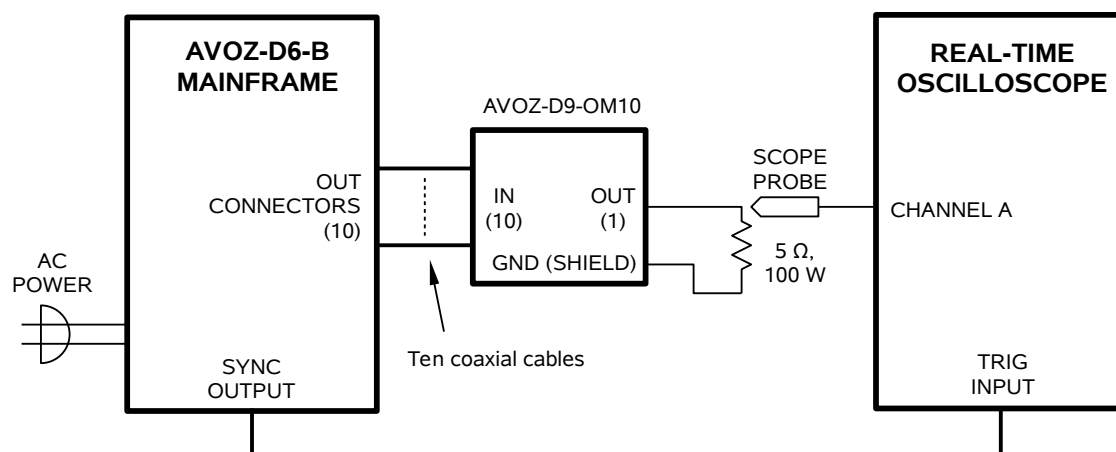 AVOZ-D6-B
MAINFRAME
OUT
CONNECTORS
(10)
AC
POWER
SYNC
OUTPUT
AVOZ-D9-OM10
IN
(10)
OUT
(1)
GND (SHIELD)
Ten coaxial cables
SCOPE
PROBE
5 Ω,
100 W
REAL-TIME
OSCILLOSCOPE
CHANNEL A
TRIG
INPUT